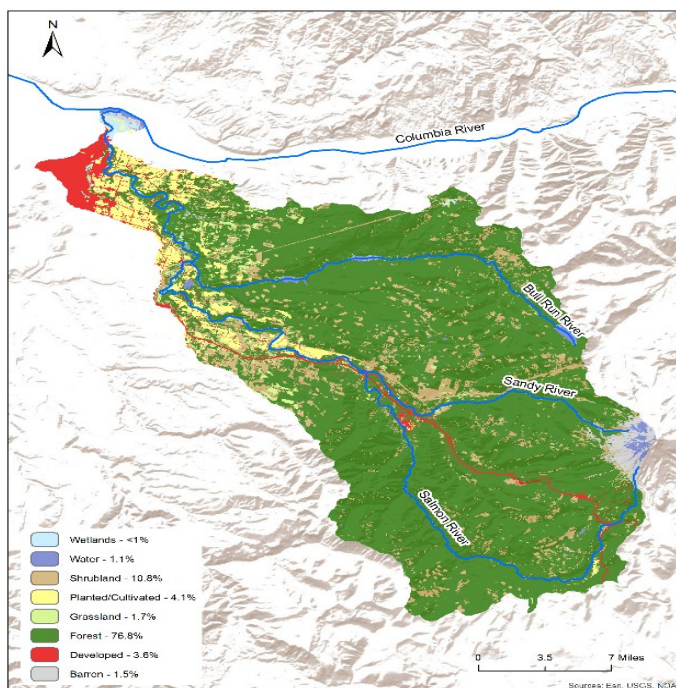 N
Columbia River
Bull Run River
Sandy River
Salmon River
Wetlands - <1%
Water - 1.1%
Shrubland - 10.8%
Planted/Cultivated - 4.1%
Grassland - 1.7%
Forest - 76.8%
Developed - 3.6%
Barren - 1.5%
0 3.5 7 Miles
Sources: Esri, USGS, NOAA